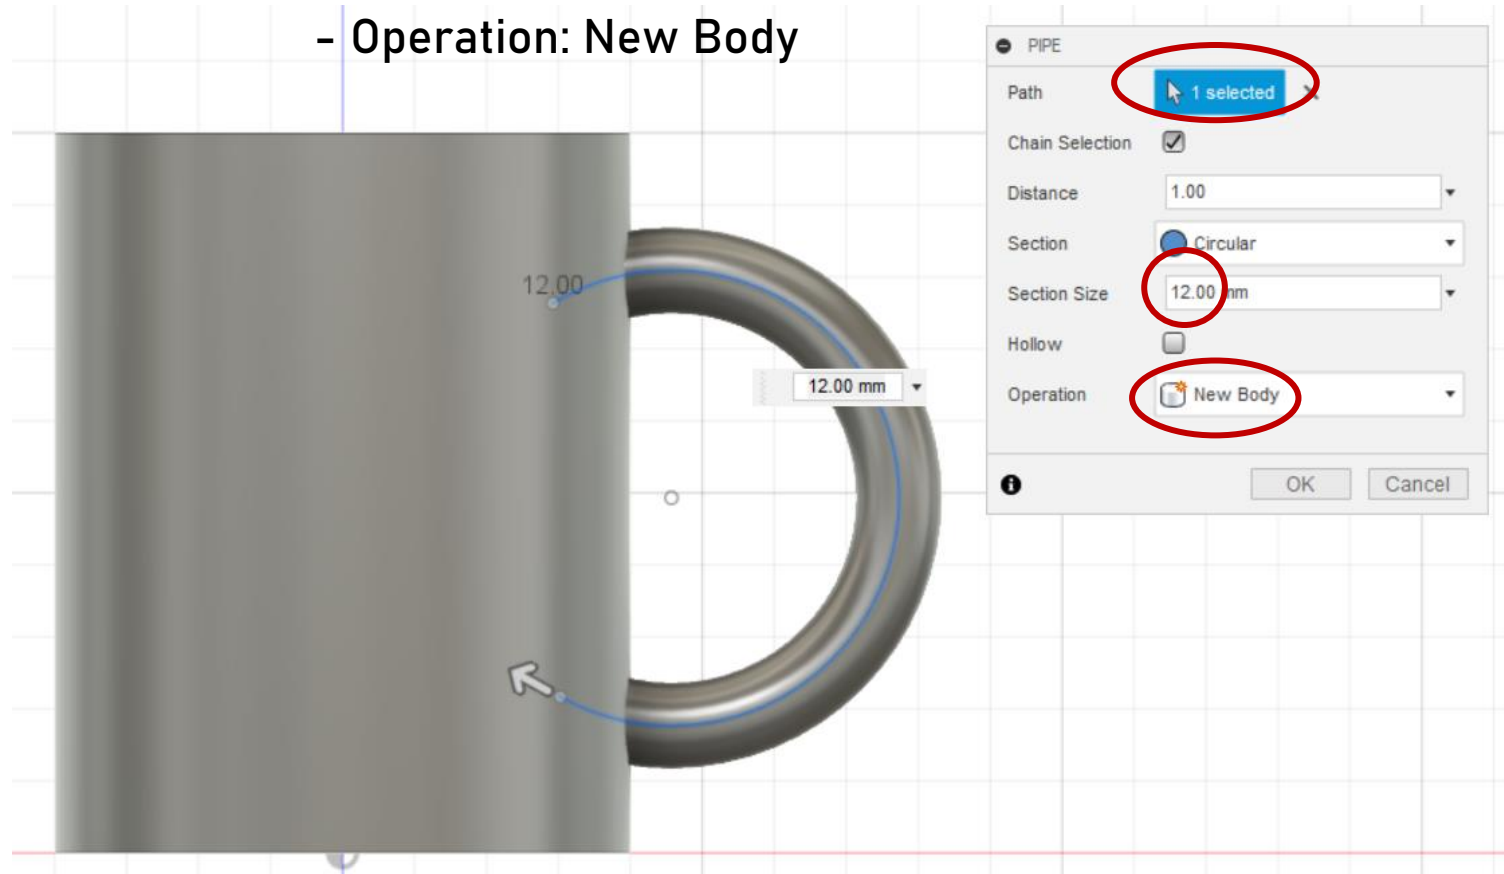 - Operation: New Body
PIPE
Path 1 selected
Chain Selection
Distance 1.00
Section Circular
Section Size 12.00 mm
Hollow
Operation New Body
OK Cancel
12.00
12.00 mm